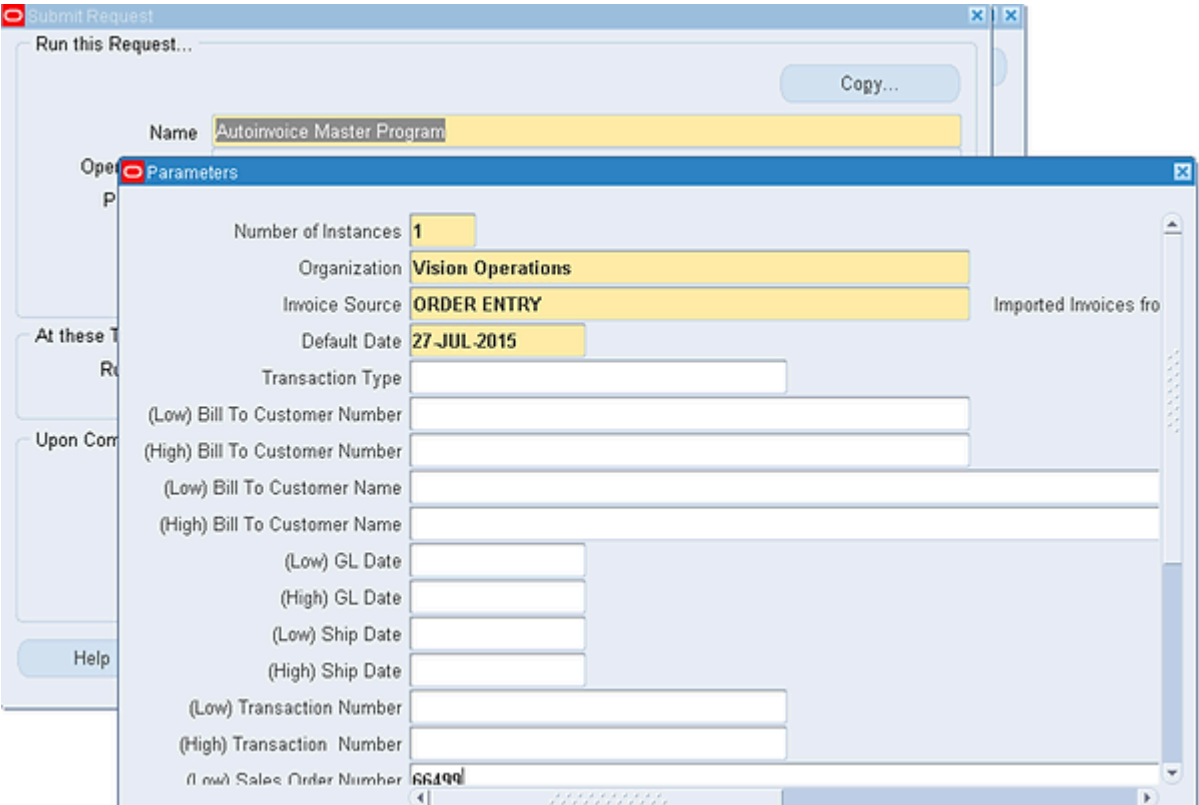 Submit Request
Run this Request...
Copy...
Name Autoinvoice Master Program
Oper
P
Parameters
Number of Instances 1
Organization Vision Operations
Invoice Source ORDER ENTRY Imported Invoices fro
Default Date 27-JUL-2015
At these T
Ru
Transaction Type
(Low) Bill To Customer Number
Upon Com
(High) Bill To Customer Number
(Low) Bill To Customer Name
(High) Bill To Customer Name
(Low) GL Date
(High) GL Date
(Low) Ship Date
Help
(High) Ship Date
(Low) Transaction Number
(High) Transaction Number
(Low) Sales Order Number 66499